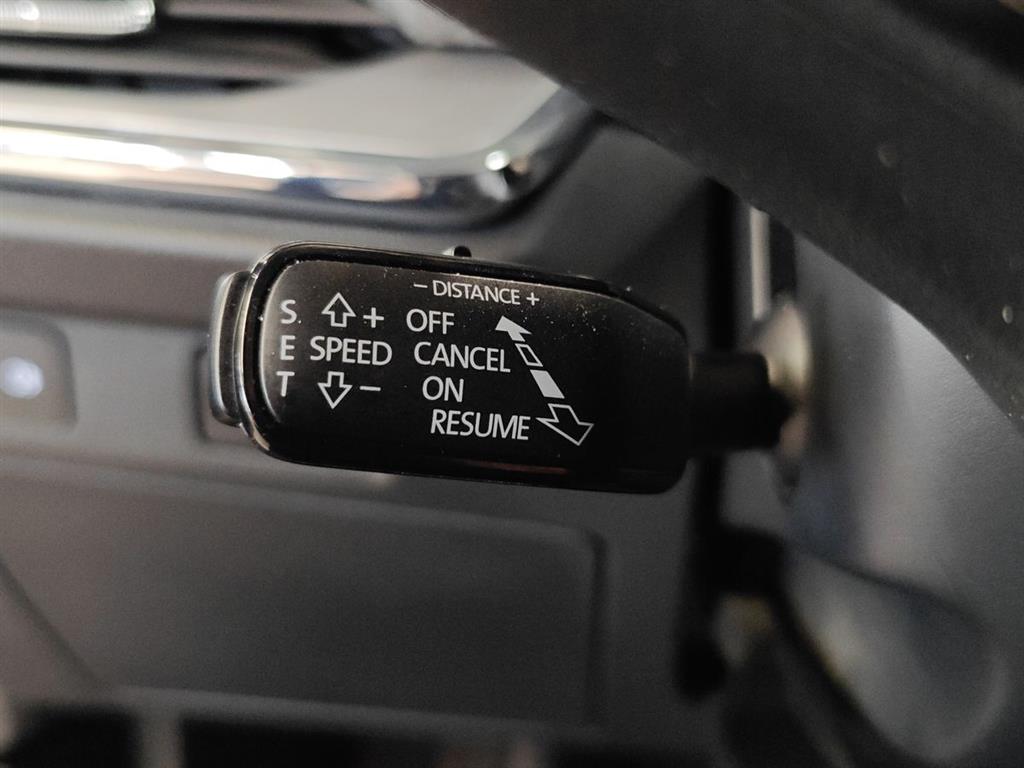 - DISTANCE +
S + OFF
E SPEED CANCEL
T - ON
RESUME